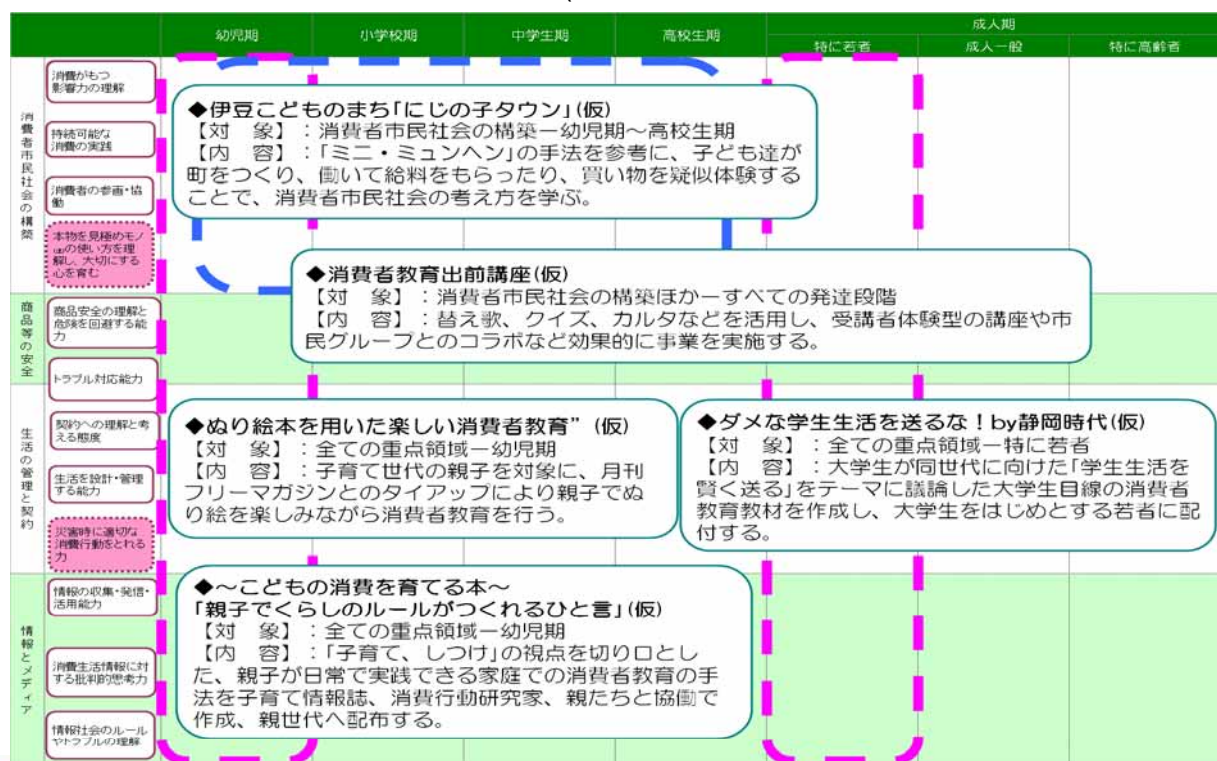 成人期
幼児期
小学校期
中学生期
高校生期
特に若者
成人一般
特に高齢者
消費者市民社会の構築
消費がもつ
影響力の理解
持続可能な
消費の実践
消費者の参画・協
働
本物を見極めモノ
の使い方を理
解し、大切にする
心を育む
◆伊豆こどものまち「にじの子タウン」(仮)
【対　象】：消費者市民社会の構築ー幼児期～高校生期
【内　容】：「ミニ・ミュンヘン」の手法を参考に、子ども達が
町をつくり、働いて給料をもらったり、買い物を疑似体験する
ことで、消費者市民社会の考え方を学ぶ。
◆消費者教育出前講座(仮)
【対　象】：消費者市民社会の構築ほかーすべての発達段階
【内　容】：替え歌、クイズ、カルタなどを活用し、受講者体験型の講座や市
民グループとのコラボなど効果的に事業を実施する。
商品等の安全
商品安全の理解と
危険を回避する能
力
トラブル対応能力
生活の管理と契約
契約への理解と考
える態度
生活を設計・管理
する能力
災害時に適切な
消費行動をとれる
力
◆ぬり絵本を用いた楽しい消費者教育”(仮)
【対　象】：全ての重点領域ー幼児期
【内　容】：子育て世代の親子を対象に、月刊
フリーマガジンとのタイアップにより親子でぬ
り絵を楽しみながら消費者教育を行う。
◆ダメな学生生活を送るな！by静岡時代(仮)
【対　象】：全ての重点領域ー特に若者
【内　容】：大学生が同世代に向けた「学生生活を
賢く送る」をテーマに議論した大学生目線の消費者
教育教材を作成し、大学生をはじめとする若者に配
付する。
情報とメディア
情報の収集・発信・
活用能力
消費生活情報に対
する批判的思考力
情報社会のルール
やトラブルの理解
◆～こどもの消費を育てる本～
「親子でくらしのルールがつくれるひと言」(仮)
【対　象】：全ての重点領域ー幼児期
【内　容】：「子育て、しつけ」の視点を切り口とし
た、親子が日常で実践できる家庭での消費者教育の手
法を子育て情報誌、消費行動研究家、親たちと協働で
作成、親世代へ配布する。